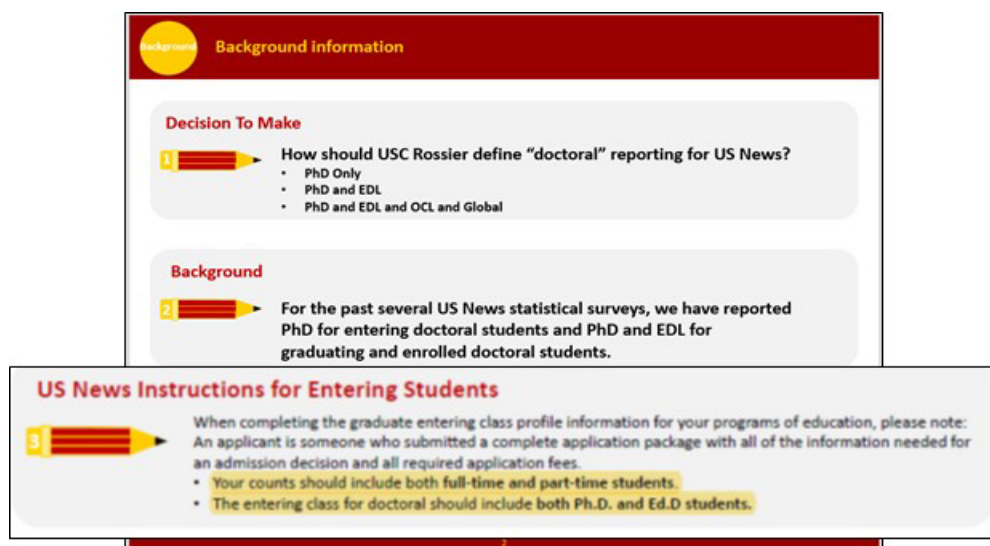 Background
Background information
Decision To Make
1
How should USC Rossier define “doctoral” reporting for US News?
• PhD Only
• PhD and EDL
• PhD and EDL and OCL and Global
Background
2
For the past several US News statistical surveys, we have reported
PhD for entering doctoral students and PhD and EDL for
graduating and enrolled doctoral students.
US News Instructions for Entering Students
3
When completing the graduate entering class profile information for your programs of education, please note:
An applicant is someone who submitted a complete application package with all of the information needed for
an admission decision and all required application fees.
• Your counts should include both full-time and part-time students.
• The entering class for doctoral should include both Ph.D. and Ed.D students.
2